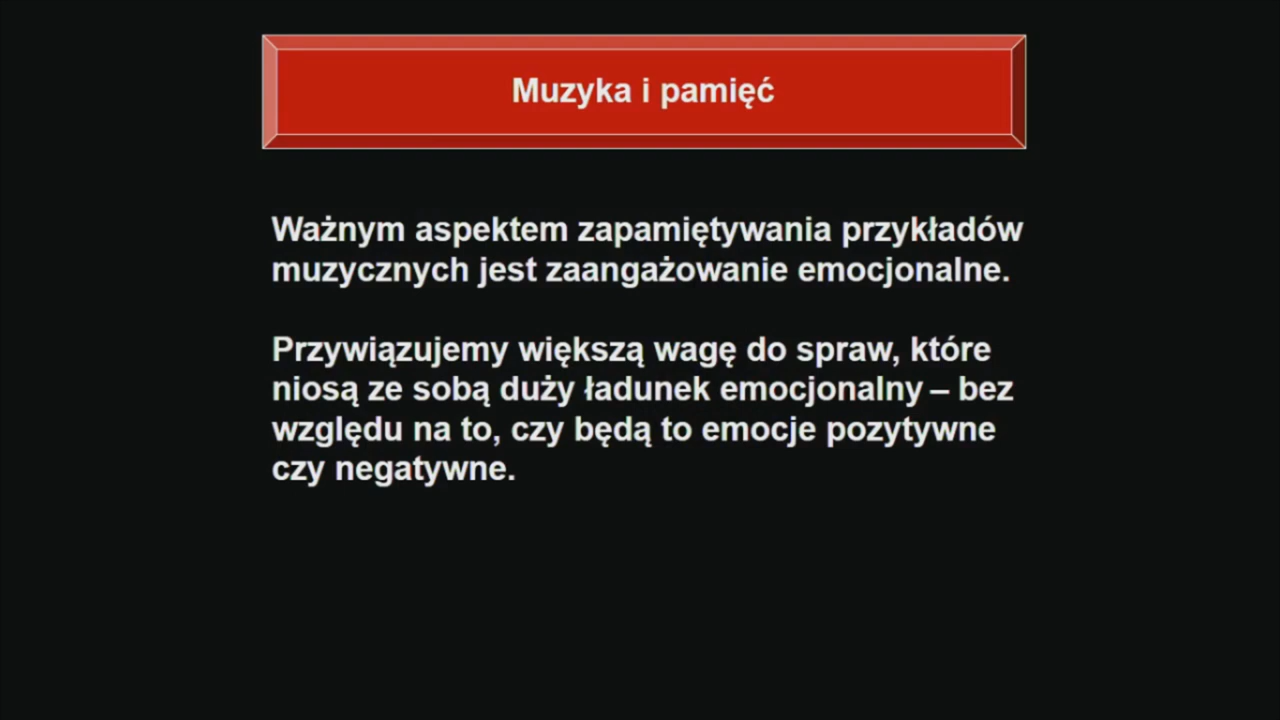 Muzyka i pamięć
Ważnym aspektem zapamiętywania przykładów
muzycznych jest zaangażowanie emocjonalne.
Przywiązujemy większą wagę do spraw, które
niosą ze sobą duży ładunek emocjonalny – bez
względu na to, czy będą to emocje pozytywne
czy negatywne.